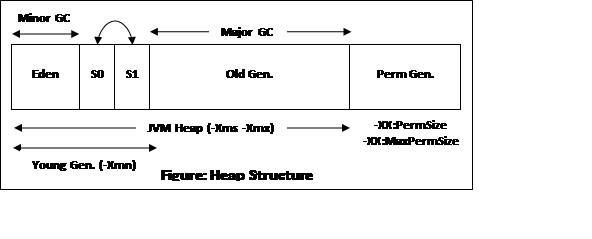 Minor GC
Major GC
Eden
S0
S1
Old Gen.
Perm Gen.
JVM Heap (-Xms -Xmx)
-XX:PermSize
-XX:MaxPermSize
Young Gen. (-Xmn)
Figure: Heap Structure